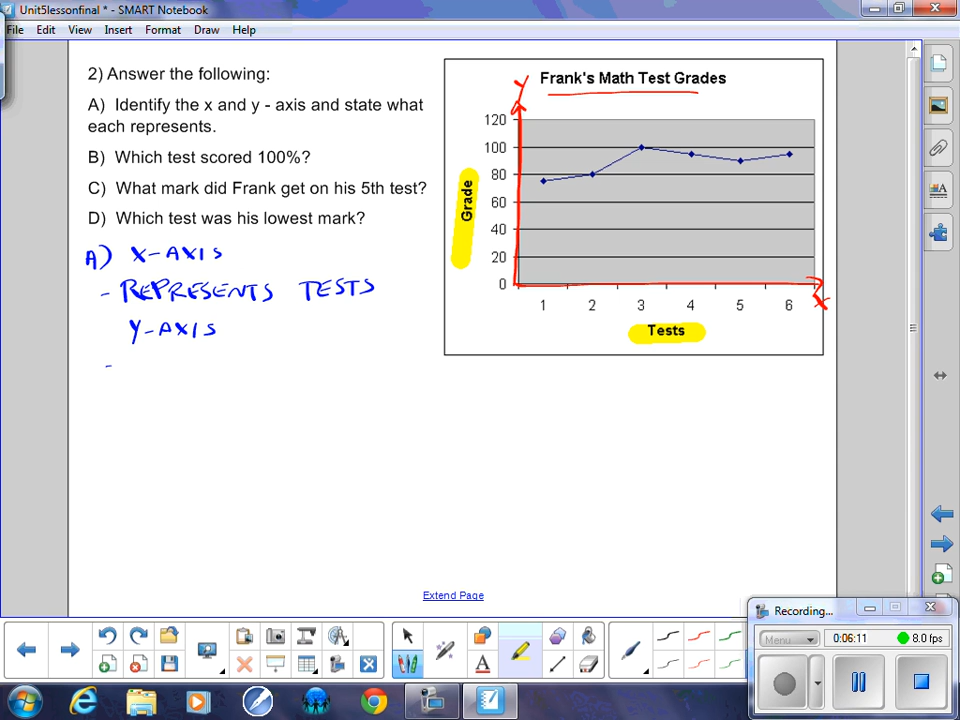 Unit5lessonfinal * - SMART Notebook
File Edit View Insert Format Draw Help
2) Answer the following:
A) Identify the x and y - axis and state what
each represents.
B) Which test scored 100%?
C) What mark did Frank get on his 5th test?
D) Which test was his lowest mark?
A) X-AXIS
- REPRESENTS TESTS
Y-AXIS
-
Frank's Math Test Grades
Y
120
100
80
60
40
20
0
Grade
1 2 3 4 5 6
X
Tests
Extend Page
Recording...
Menu
0:06:11
8.0 fps